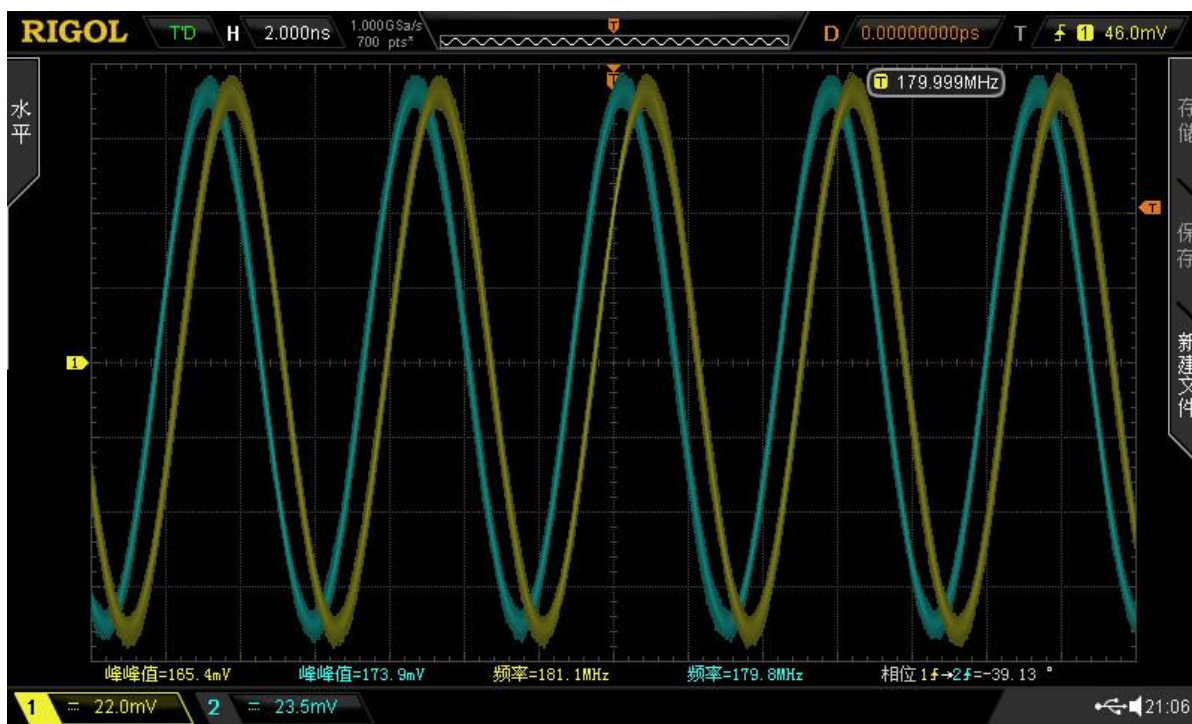 RIGOL T'D H 2.000ns 1.000GSa/s D 0.00000000ps T 1 46.0mV
700 pts*
T
水平
T 179.999MHz
T
存储
T
保存
1
新建文件
峰峰值=165.4mV 峰峰值=173.9mV 频率=181.1MHz 频率=179.8MHz 相位1→2=-39.13 °
1 22.0mV 2 23.5mV 21:06